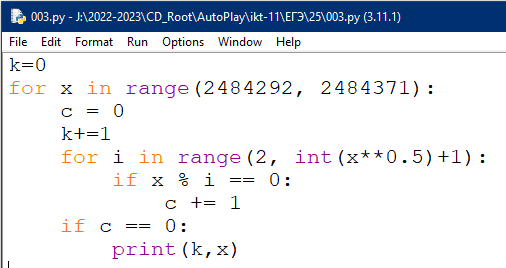 003.py - J:\2022-2023\CD_Root\AutoPlay\ikt-11\ЕГЭ\25\003.py (3.11.1)
File Edit Format Run Options Window Help
k=0
for x in range(2484292, 2484371):
    c = 0
    k+=1
    for i in range(2, int(x**0.5)+1):
        if x % i == 0:
            c += 1
    if c == 0:
        print(k,x)